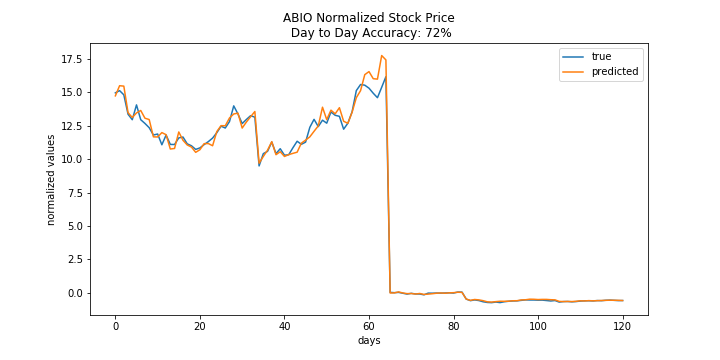 ABIO Normalized Stock Price
Day to Day Accuracy: 72%
true
predicted
normalized values
17.5
15.0
12.5
10.0
7.5
5.0
2.5
0.0
0
20
40
60
80
100
120
days